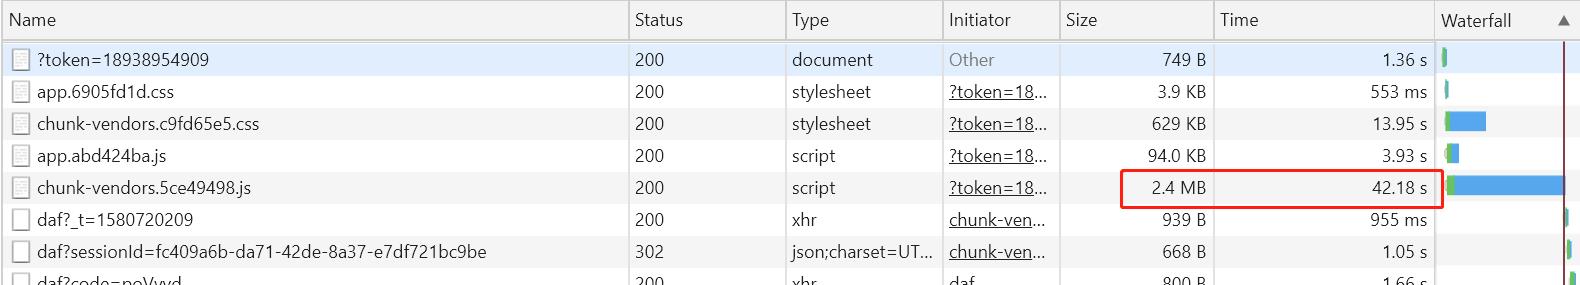 Name Status Type Initiator Size Time Waterfall
?token=18938954909 200 document Other 749 B 1.36 s
app.6905fd1d.css 200 stylesheet ?token=18... 3.9 KB 553 ms
chunk-vendors.c9fd65e5.css 200 stylesheet ?token=18... 629 KB 13.95 s
app.abd424ba.js 200 script ?token=18... 94.0 KB 3.93 s
chunk-vendors.5ce49498.js 200 script ?token=18... 2.4 MB 42.18 s
daf?_t=1580720209 200 xhr chunk-ven... 939 B 955 ms
daf?sessionId=fc409a6b-da71-42de-8a37-e7df721bc9be 302 json;charset=UT... chunk-ven... 668 B 1.05 s
200 xhr daf 800 B 1.66 s